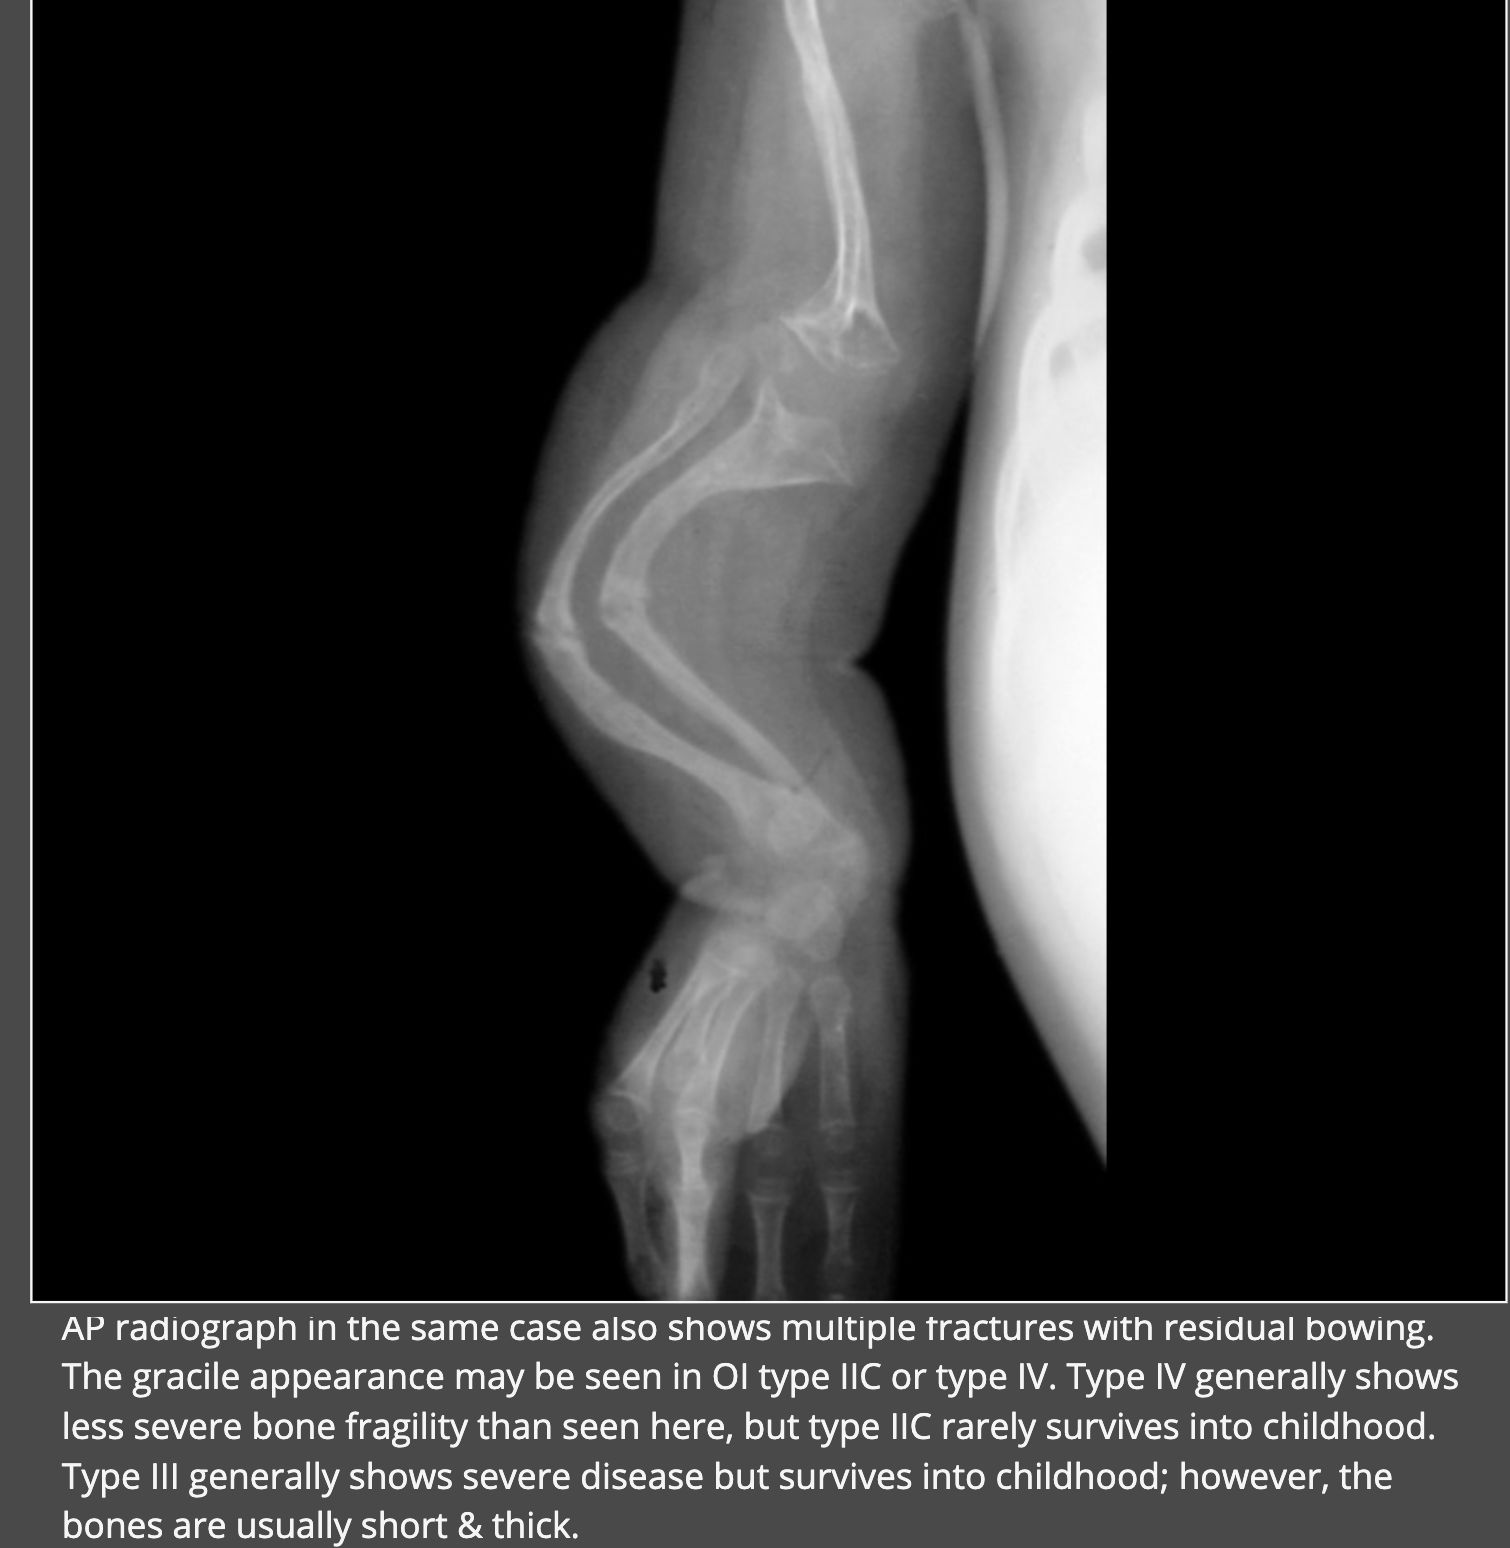 AP radiograph in the same case also shows multiple fractures with residual bowing.
The gracile appearance may be seen in OI type IIC or type IV. Type IV generally shows
less severe bone fragility than seen here, but type IIC rarely survives into childhood.
Type III generally shows severe disease but survives into childhood; however, the
bones are usually short & thick.